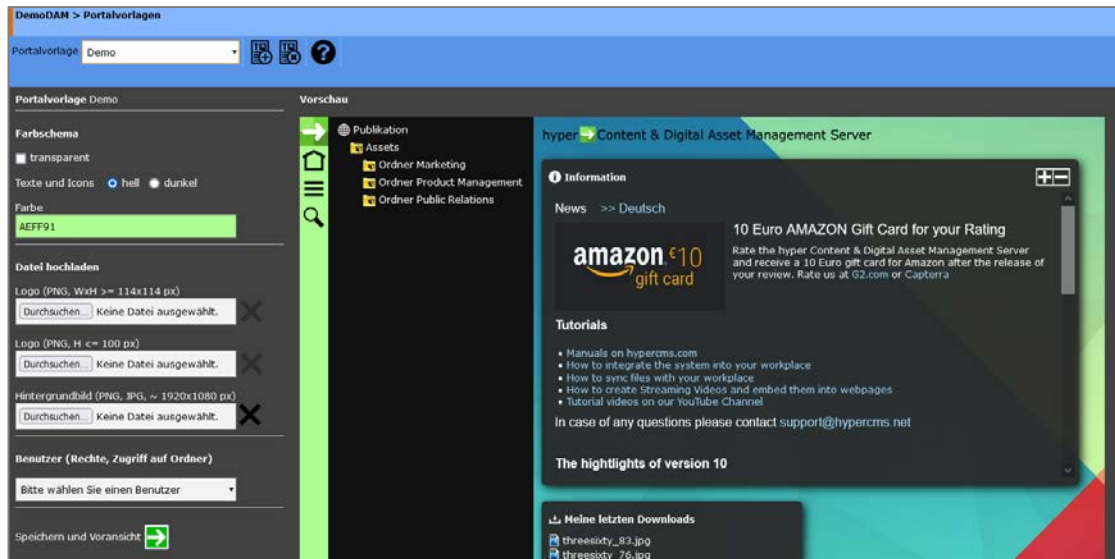 DemoDAM > Portalvorlagen
Portalvorlage Demo
Portalvorlage Demo
Farbschema
transparent
Texte und Icons hell dunkel
Farbe
AEFF91
Datei hochladen
Logo (PNG, WxH >= 114x114 px)
Durchsuchen... Keine Datei ausgewählt.
Logo (PNG, H <= 100 px)
Durchsuchen... Keine Datei ausgewählt.
Hintergrundbild (PNG, JPG, ~ 1920x1080 px)
Durchsuchen... Keine Datei ausgewählt.
Benutzer (Rechte, Zugriff auf Ordner)
Bitte wählen Sie einen Benutzer
Speichern und Voransicht
Vorschau
Publikation
Assets
Ordner Marketing
Ordner Product Management
Ordner Public Relations
hyper Content & Digital Asset Management Server
Information
News >> Deutsch
amazon €10
gift card
10 Euro AMAZON Gift Card for your Rating
Rate the hyper Content & Digital Asset Management Server
and receive a 10 Euro gift card for Amazon after the release of
your review. Rate us at G2.com or Capterra
Tutorials
• Manuals on hypercms.com
• How to integrate the system into your workplace
• How to sync files with your workplace
• How to create Streaming Videos and embed them into webpages
• Tutorial videos on our YouTube Channel
In case of any questions please contact support@hypercms.net
The hightlights of version 10
Meine letzten Downloads
threesixty_83.jpg
threesixty_76.jpg